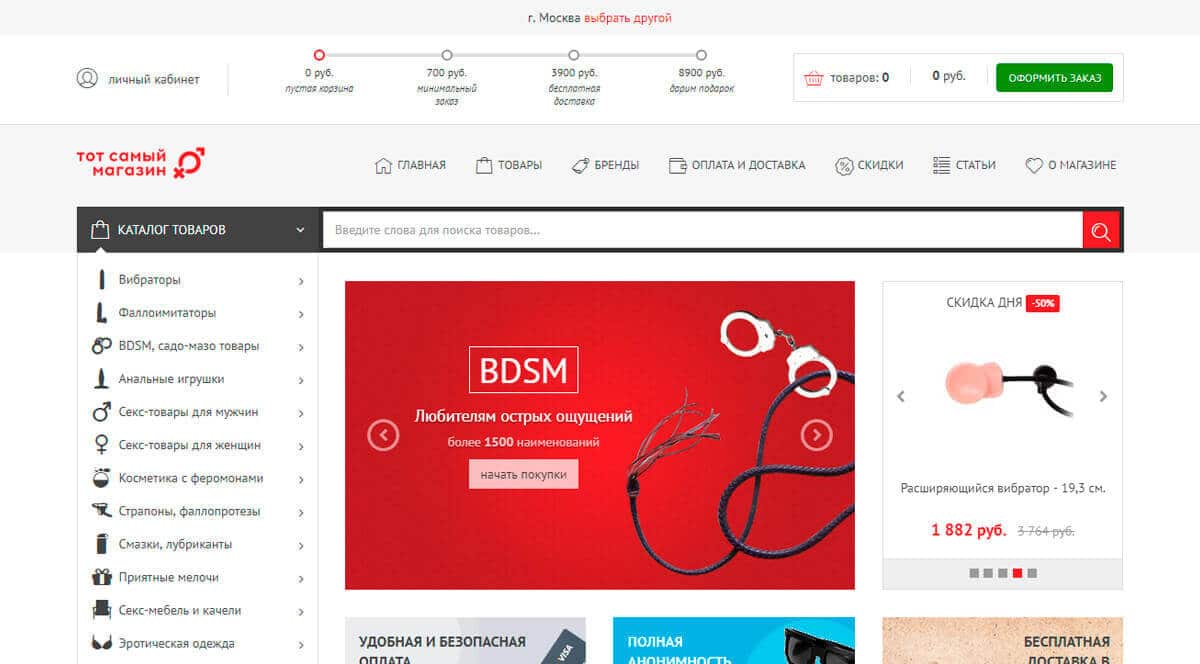 г. Москва выбрать другой
личный кабинет
0 руб.
пустая корзина
700 руб.
минимальный
заказ
3900 руб.
бесплатная
доставка
8900 руб.
дарим подарок
товаров: 0
0 руб.
ОФОРМИТЬ ЗАКАЗ
тот самый
магазин
ГЛАВНАЯ
ТОВАРЫ
БРЕНДЫ
ОПЛАТА И ДОСТАВКА
СКИДКИ
СТАТЬИ
О МАГАЗИНЕ
КАТАЛОГ ТОВАРОВ
Введите слова для поиска товаров...
Вибраторы
Фаллоимитаторы
BDSM, садо-мазо товары
Анальные игрушки
Секс-товары для мужчин
Секс-товары для женщин
Косметика с феромонами
Страпоны, фаллопротезы
Смазки, лубриканты
Приятные мелочи
Секс-мебель и качели
Эротическая одежда
BDSM
Любителям острых ощущений
более 1500 наименований
начать покупки
СКИДКА ДНЯ -50%
Расширяющийся вибратор - 19,3 см.
1 882 руб. 3 764 руб.
УДОБНАЯ И БЕЗОПАСНАЯ
ОПЛАТА
VISA
ПОЛНАЯ
АНОНИМНОСТЬ
БЕСПЛАТНАЯ
ДОСТАВКА В